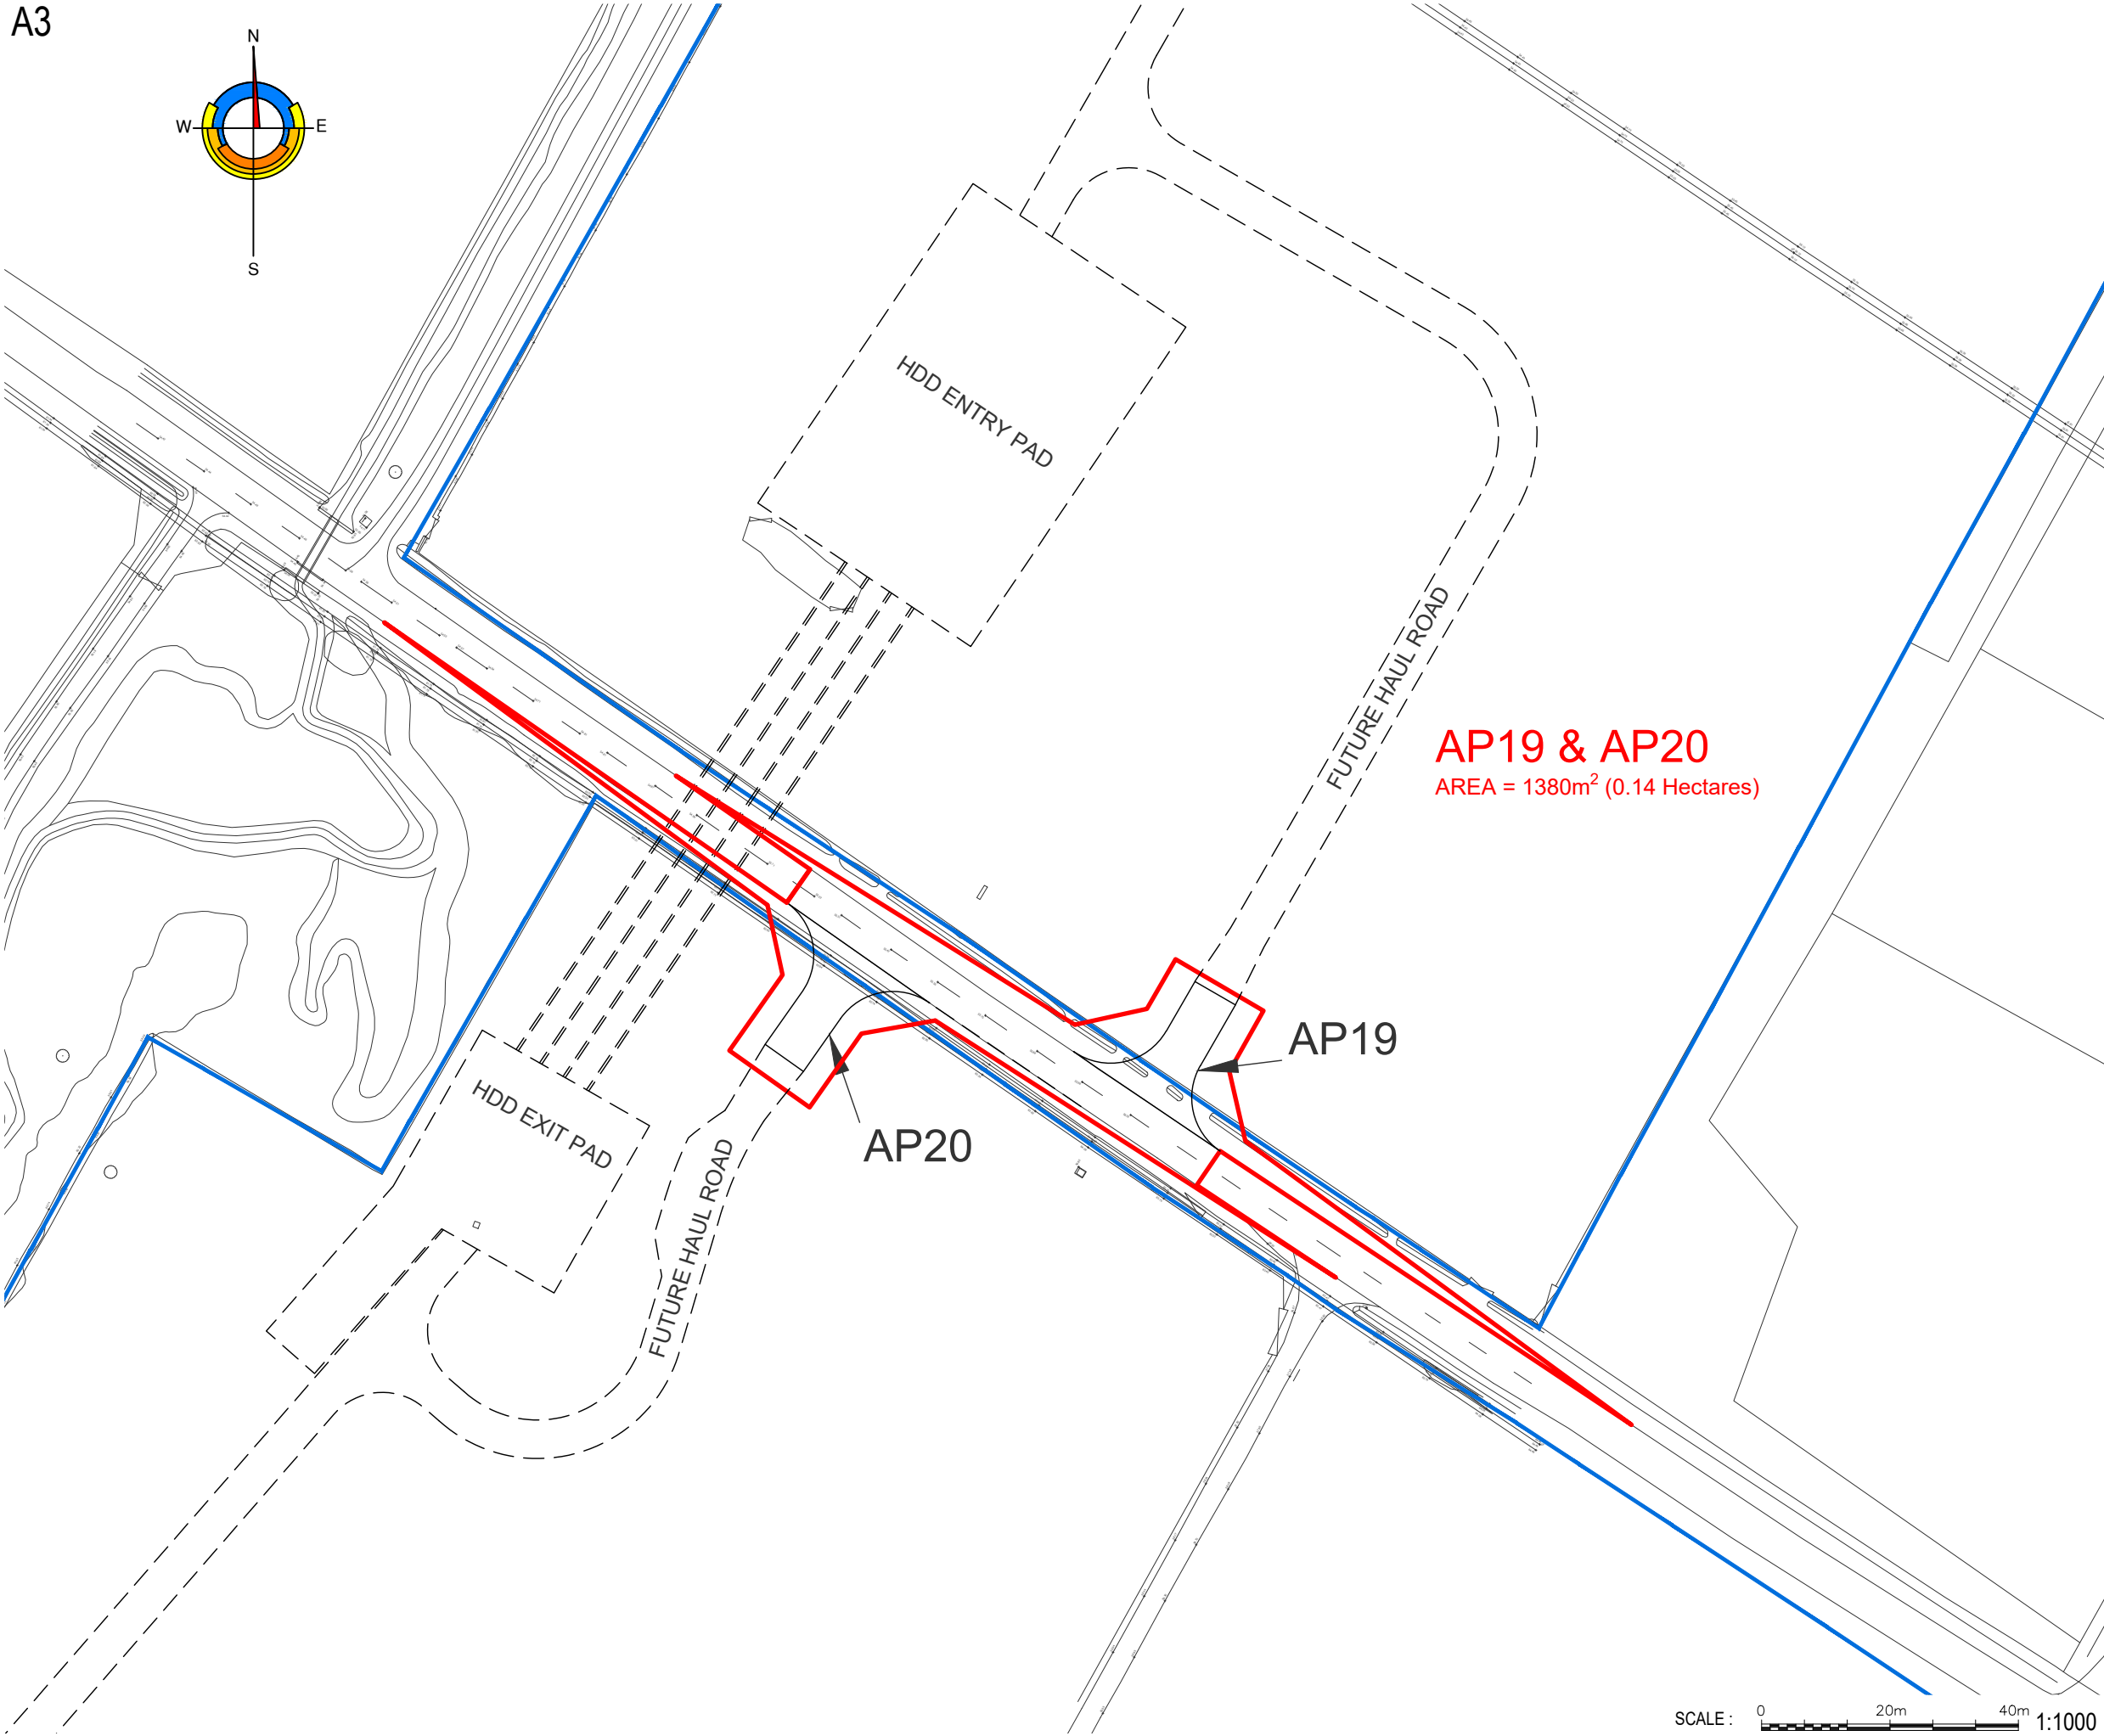 A3
N
W
E
S
HDD ENTRY PAD
FUTURE HAUL ROAD
AP19 & AP20
AREA = 1380m² (0.14 Hectares)
AP19
AP20
HDD EXIT PAD
FUTURE HAUL ROAD
SCALE : 0 20m 40m 1:1000